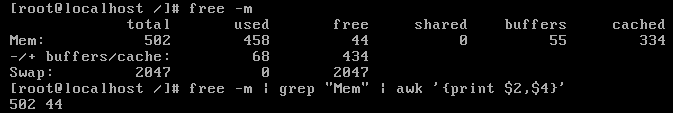 [root@localhost /]# free -m
total used free shared buffers cached
Mem: 502 458 44 0 55 334
-/+ buffers/cache: 68 434
Swap: 2047 0 2047
[root@localhost /]# free -m | grep "Mem" | awk '{print $2,$4}'
502 44